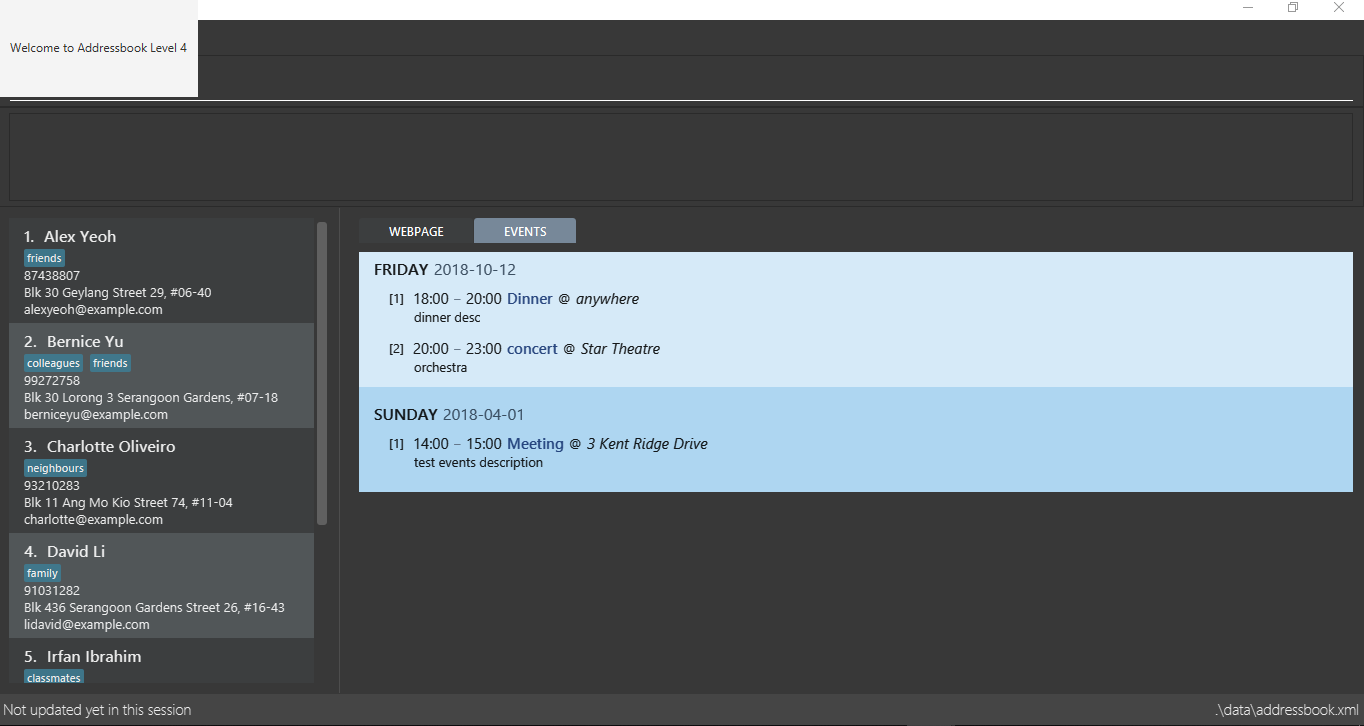 Welcome to Addressbook Level 4
1. Alex Yeoh
friends
87438807
Blk 30 Geylang Street 29, #06-40
alexyeoh@example.com
2. Bernice Yu
colleagues friends
99272758
Blk 30 Lorong 3 Serangoon Gardens, #07-18
berniceyu@example.com
3. Charlotte Oliveiro
neighbours
93210283
Blk 11 Ang Mo Kio Street 74, #11-04
charlotte@example.com
4. David Li
family
91031282
Blk 436 Serangoon Gardens Street 26, #16-43
lidavid@example.com
5. Irfan Ibrahim
classmates
WEBPAGE EVENTS
FRIDAY 2018-10-12
[1] 18:00 – 20:00 Dinner @ anywhere
dinner desc
[2] 20:00 – 23:00 concert @ Star Theatre
orchestra
SUNDAY 2018-04-01
[1] 14:00 – 15:00 Meeting @ 3 Kent Ridge Drive
test events description
Not updated yet in this session
.\data\addressbook.xml